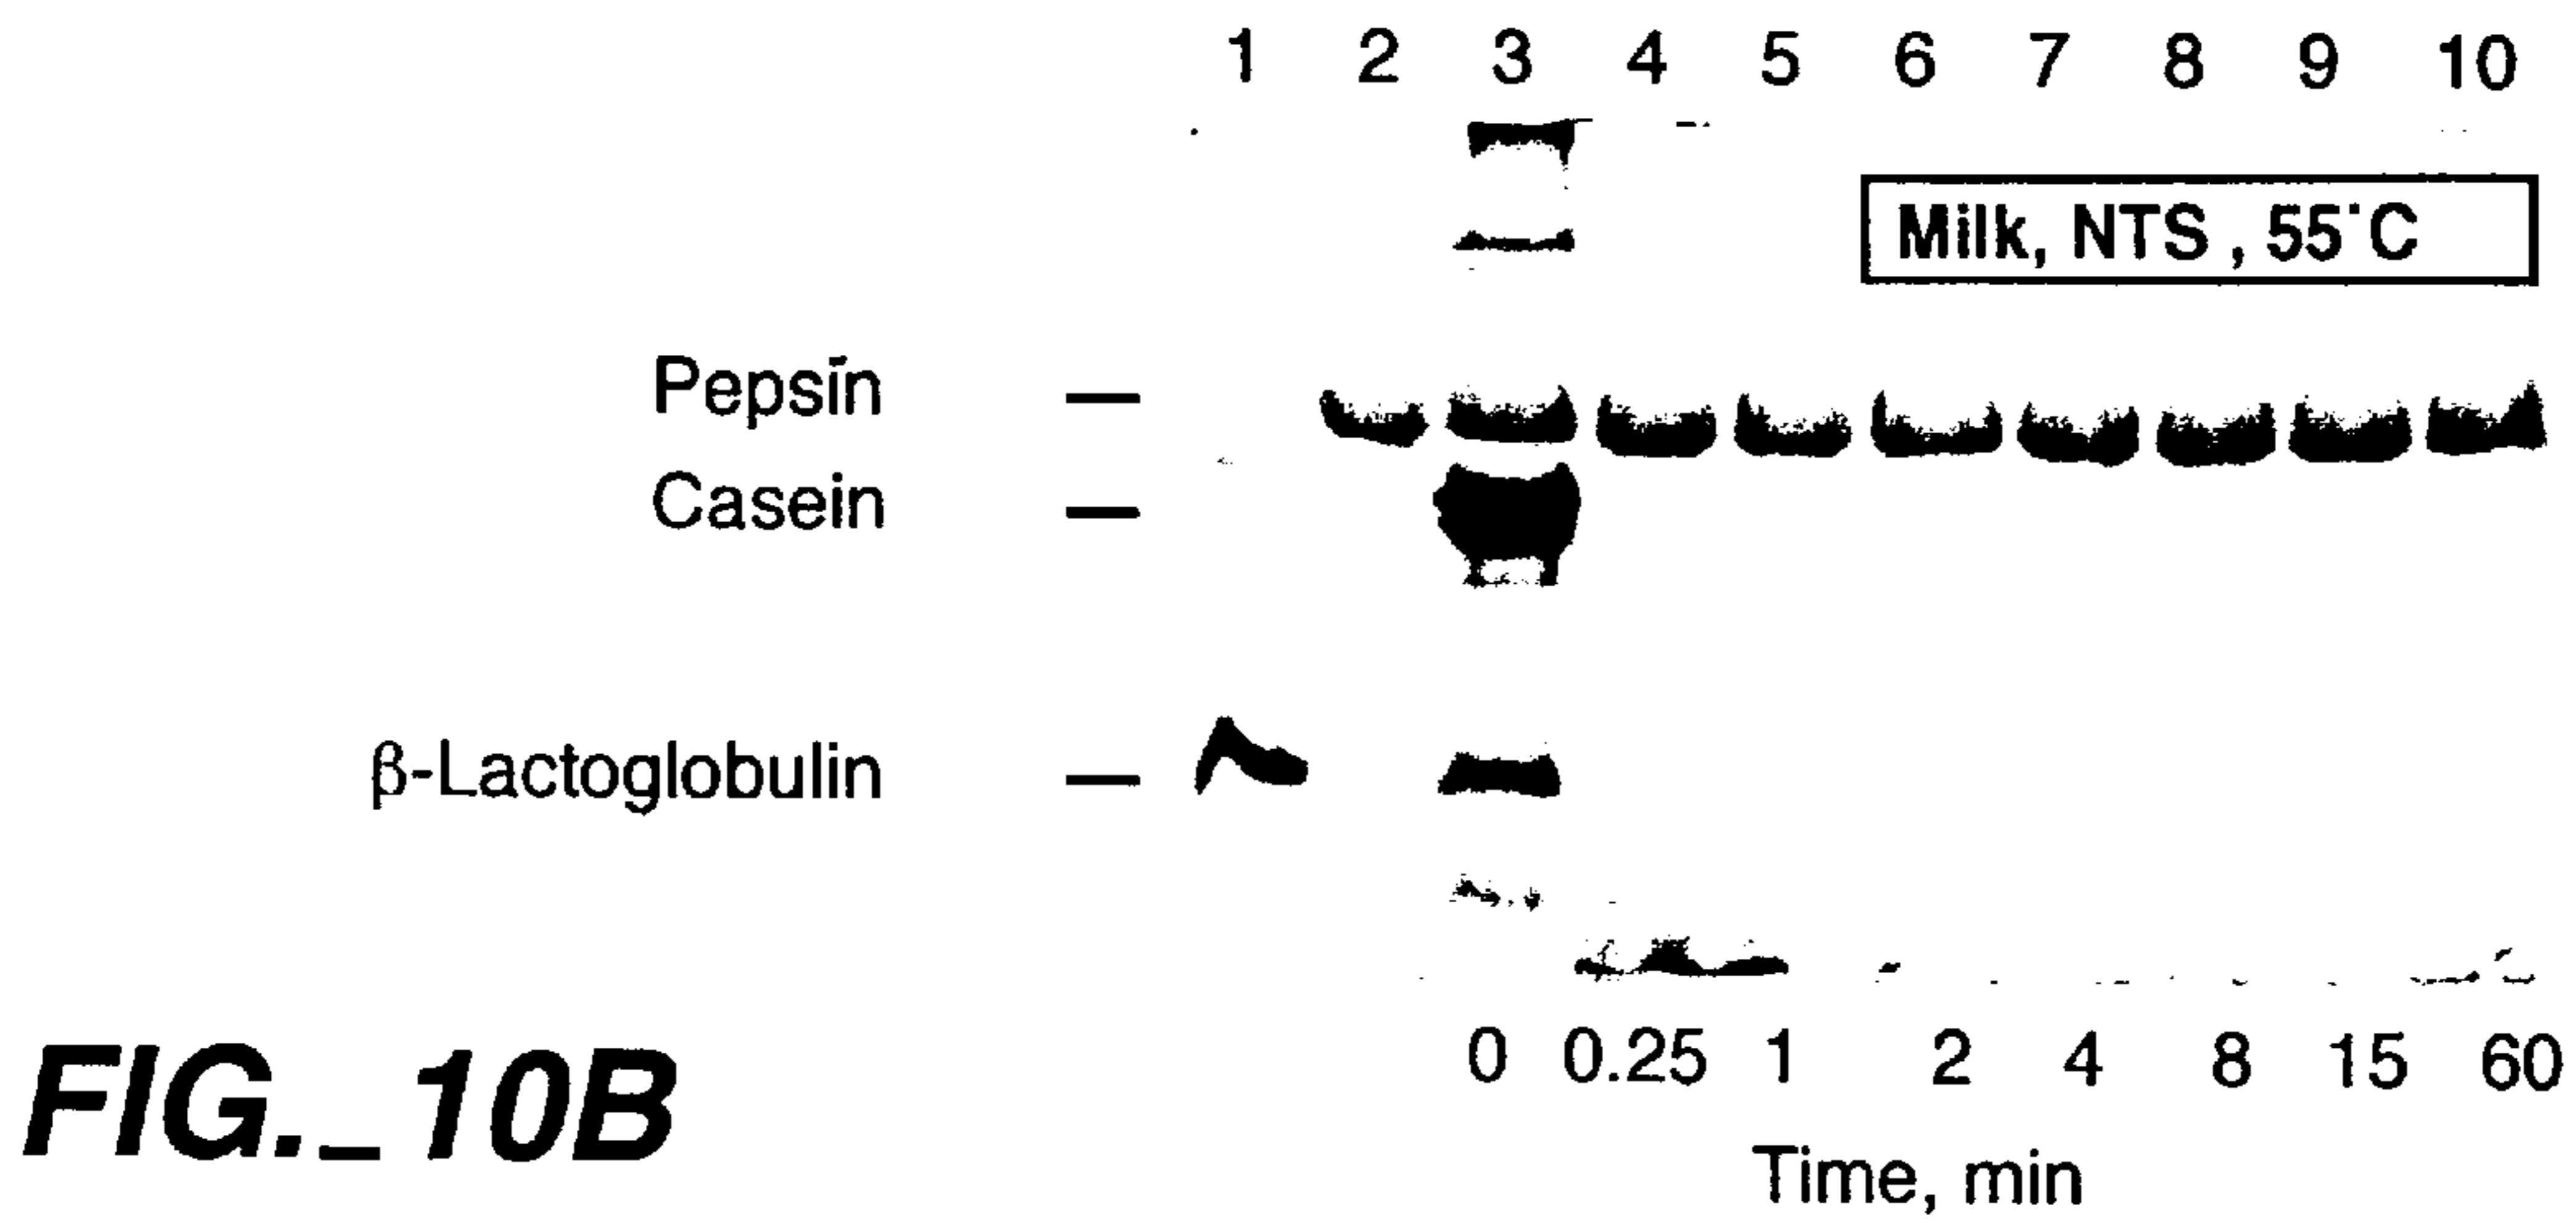 1 2 3 4 5 6 7 8 9 10
Milk, NTS , 55°C
Pepsin
Casein
β-Lactoglobulin
0 0.25 1 2 4 8 15 60
Time, min
FIG._10B